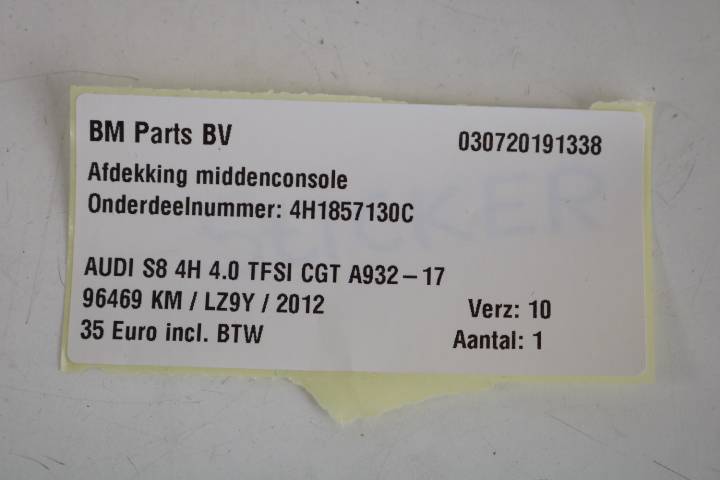 BM Parts BV 030720191338
Afdekking middenconsole
Onderdeelnummer: 4H1857130C
AUDI S8 4H 4.0 TFSI CGT A932-17
96469 KM / LZ9Y / 2012 Verz: 10
35 Euro incl. BTW Aantal: 1